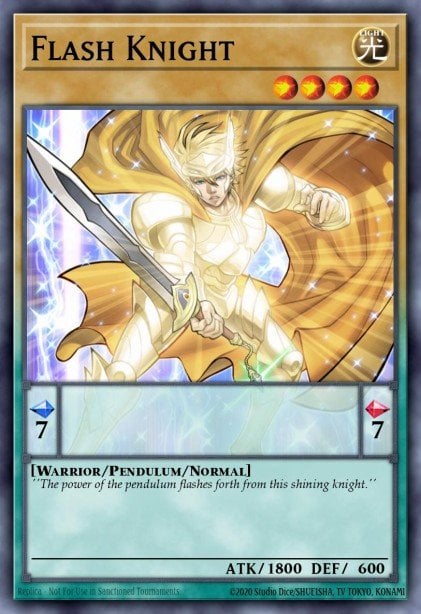 Flash Knight
LIGHT
光
7
7
[Warrior/Pendulum/Normal]
''The power of the pendulum flashes forth from this shining knight.''
ATK/1800 DEF/ 600
Replica - Not For Use in Sanctioned Tournaments
©2020 Studio Dice/SHUEISHA, TV TOKYO, KONAMI